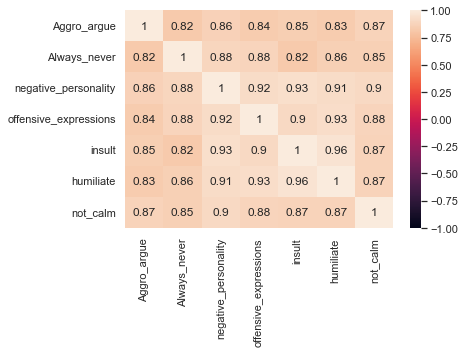 Aggro_argue 1 0.82 0.86 0.84 0.85 0.83 0.87
Always_never 0.82 1 0.88 0.88 0.82 0.86 0.85
negative_personality 0.86 0.88 1 0.92 0.93 0.91 0.9
offensive_expressions 0.84 0.88 0.92 1 0.9 0.93 0.88
insult 0.85 0.82 0.93 0.9 1 0.96 0.87
humiliate 0.83 0.86 0.91 0.93 0.96 1 0.87
not_calm 0.87 0.85 0.9 0.88 0.87 0.87 1
Aggro_argue
Always_never
negative_personality
offensive_expressions
insult
humiliate
not_calm
1.00
0.75
0.50
0.25
0.00
−0.25
−0.50
−0.75
−1.00